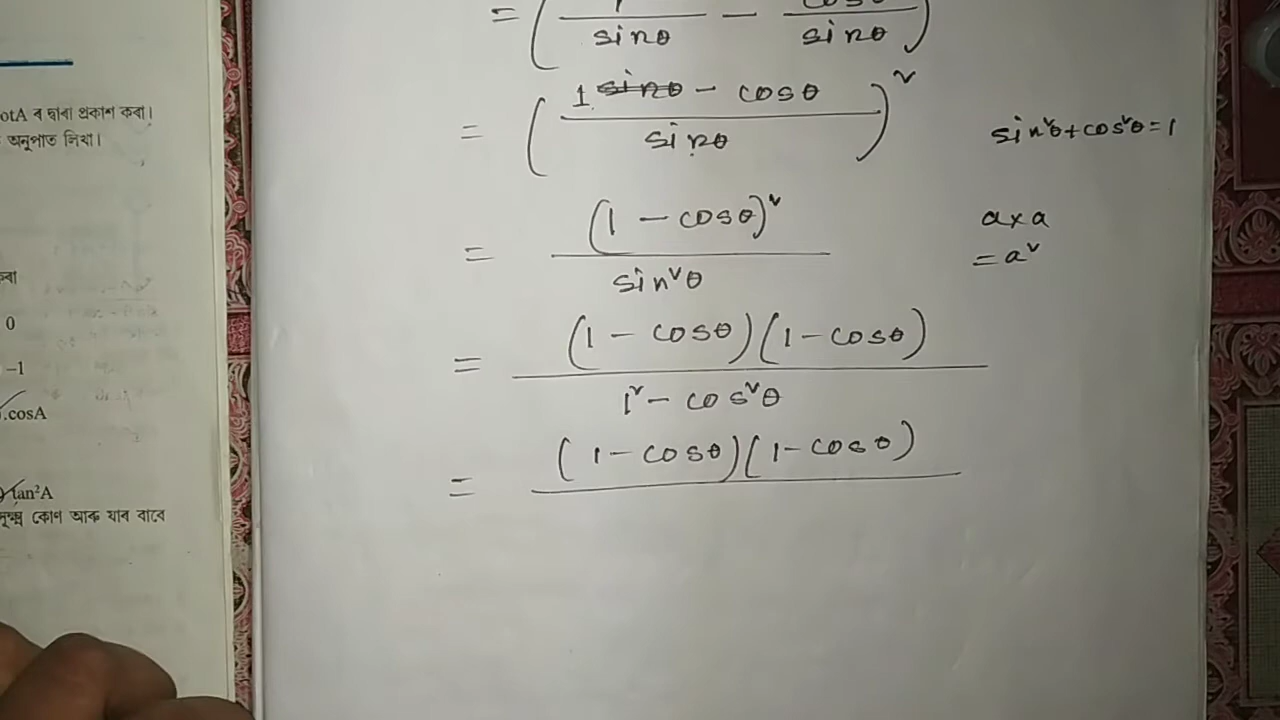 = ( / sinθ − cosθ / sinθ )
otA ৰ দ্বাৰা প্ৰকাশ কৰা।
= ( 1 sinθ − cosθ / sinθ )²
sin²θ+cos²θ=1
অনুপাত লিখা।
= (1 − cosθ)² / sin²θ
a×a
=a²
0
= (1 − cosθ)(1−cosθ) / 1² − cos²θ
−1
.cosA
= (1−cosθ)(1−cosθ)
tan²A
সূক্ষ্ম কোণ আৰু যাৰ বাবে